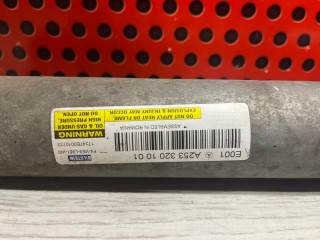 E001 A253 320 10 01
* ASSEMBLED IN ROMANIA
DO NOT APPLY HEAT OR FLAME
EXPLOSION & INJURY MAY OCCUR.
BILSTEIN
WARNING
OIL & GAS UNDER
HIGH PRESSURE
DO NOT OPEN.